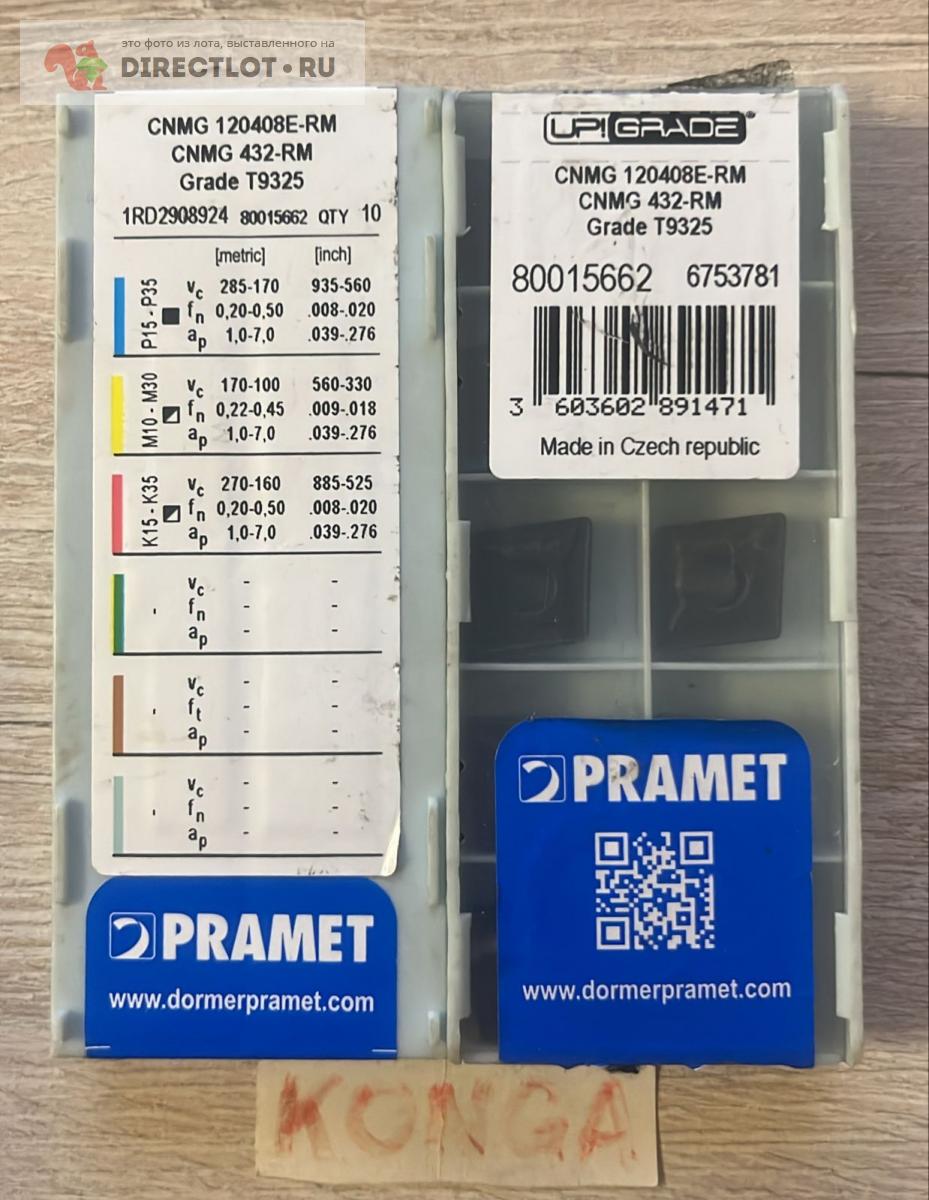 это фото из лота, выставленного на
DIRECTLOT.RU
CNMG 120408E-RM
CNMG 432-RM
Grade T9325
1RD2908924 80015662 QTY 10
[metric] [inch]
P15 - P35
vc 285-170 935-560
fn 0,20-0,50 .008-.020
ap 1,0-7,0 .039-.276
M10 - M30
vc 170-100 560-330
fn 0,22-0,45 .009-.018
ap 1,0-7,0 .039-.276
K15 - K35
vc 270-160 885-525
fn 0,20-0,50 .008-.020
ap 1,0-7,0 .039-.276
vc - -
- fn - -
ap - -
vc - -
- ft - -
ap - -
vc - -
- fn - -
ap - -
PRAMET
www.dormerpramet.com
UP!GRADE®
CNMG 120408E-RM
CNMG 432-RM
Grade T9325
80015662 6753781
3 603602 891471
Made in Czech republic
PRAMET
www.dormerpramet.com
KONGA